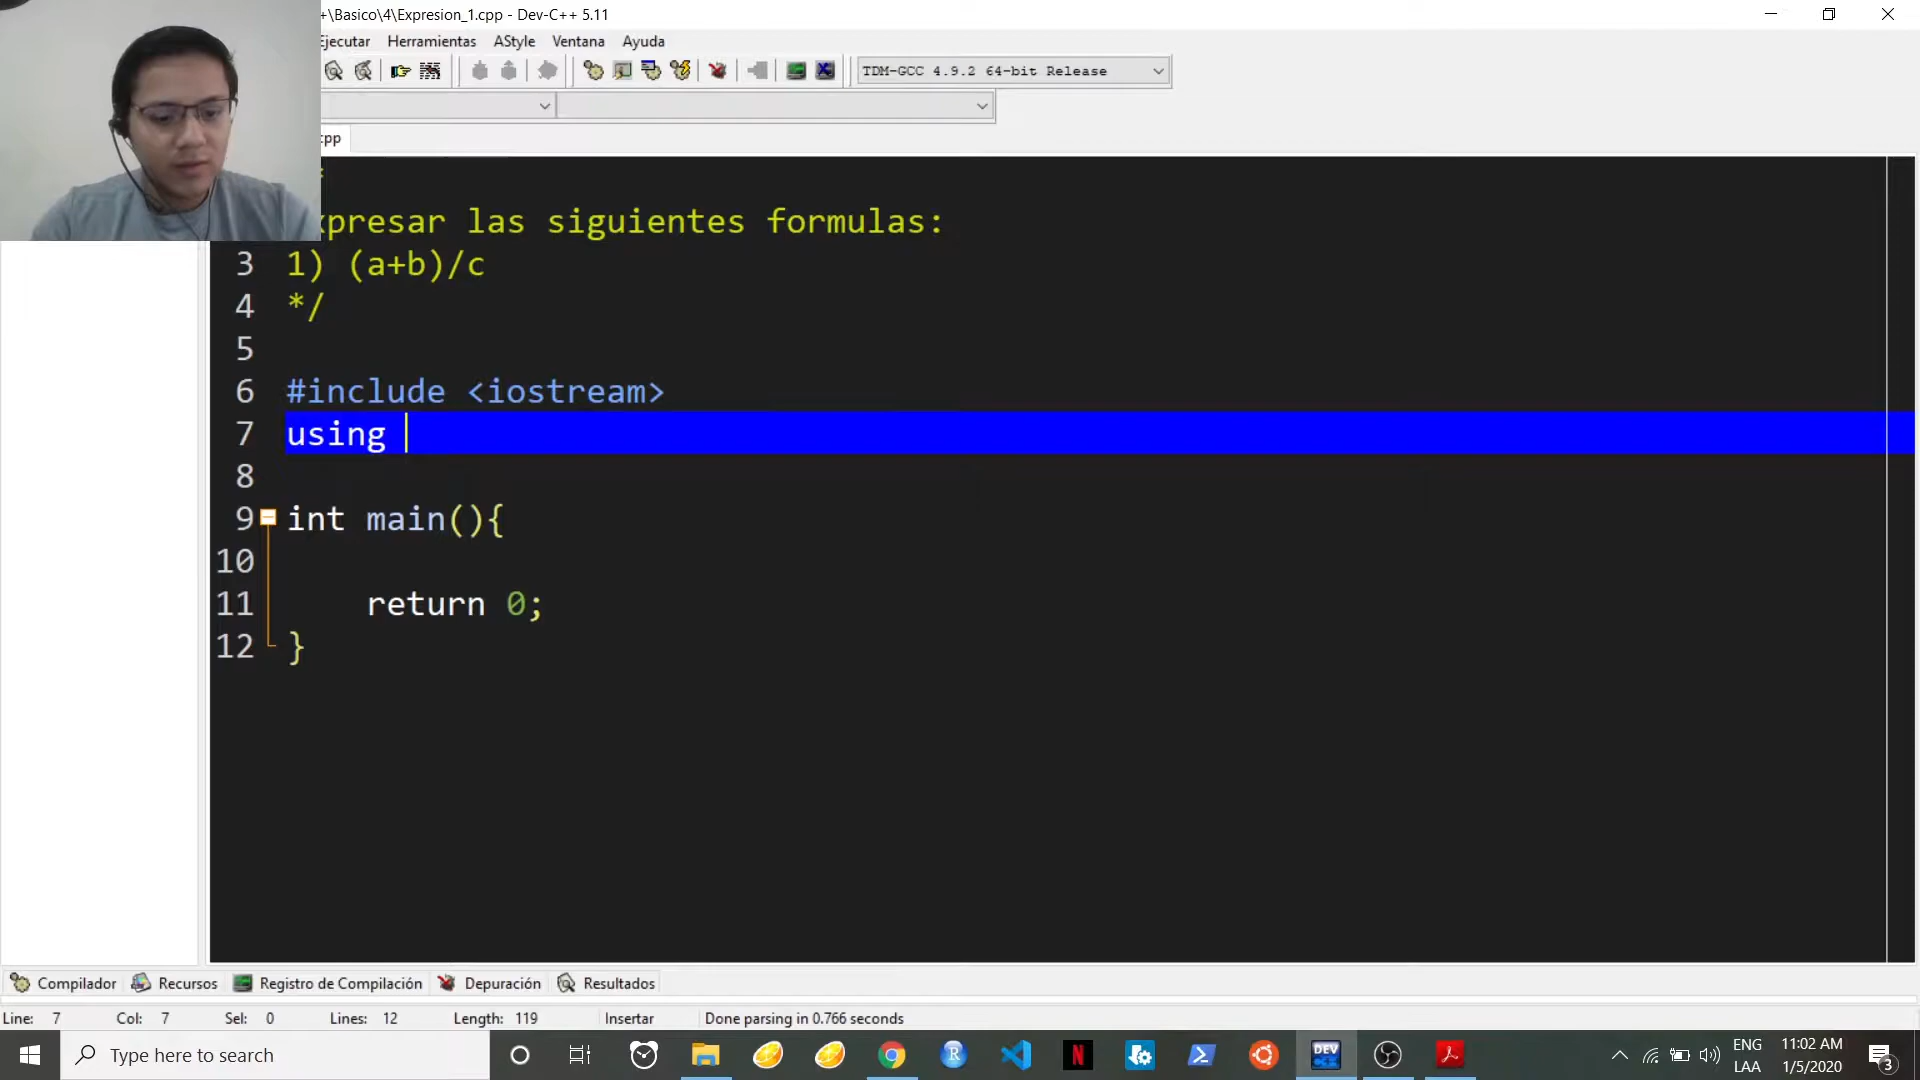 +\Basico\4\Expresion_1.cpp - Dev-C++ 5.11
Ejecutar Herramientas AStyle Ventana Ayuda
TDM-GCC 4.9.2 64-bit Release
cpp
xpresar las siguientes formulas:
3 1) (a+b)/c
4 */
5
6 #include <iostream>
7 using
8
9 int main(){
10
11 return 0;
12 }
Compilador Recursos Registro de Compilación Depuración Resultados
Line: 7 Col: 7 Sel: 0 Lines: 12 Length: 119 Insertar Done parsing in 0.766 seconds
Type here to search R N DEV ENG 11:02 AM
LAA 1/5/2020 3